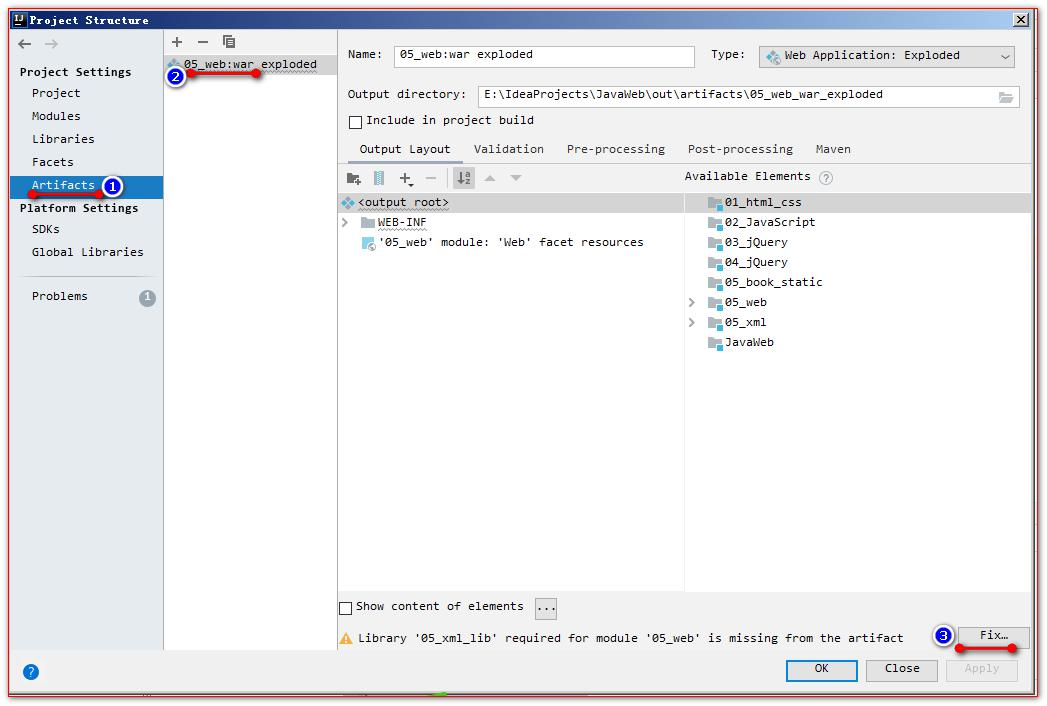 Project Structure
Project Settings
Project
Modules
Libraries
Facets
Artifacts 1
Platform Settings
SDKs
Global Libraries
Problems 1
05_web:war exploded
2
Name: 05_web:war exploded Type: Web Application: Exploded
Output directory: E:\IdeaProjects\JavaWeb\out\artifacts\05_web_war_exploded
Include in project build
Output Layout Validation Pre-processing Post-processing Maven
Available Elements ?
<output root>
WEB-INF
'05_web' module: 'Web' facet resources
01_html_css
02_JavaScript
03_jQuery
04_jQuery
05_book_static
05_web
05_xml
JavaWeb
Show content of elements ...
Library '05_xml_lib' required for module '05_web' is missing from the artifact 3 Fix…
? OK Close Apply